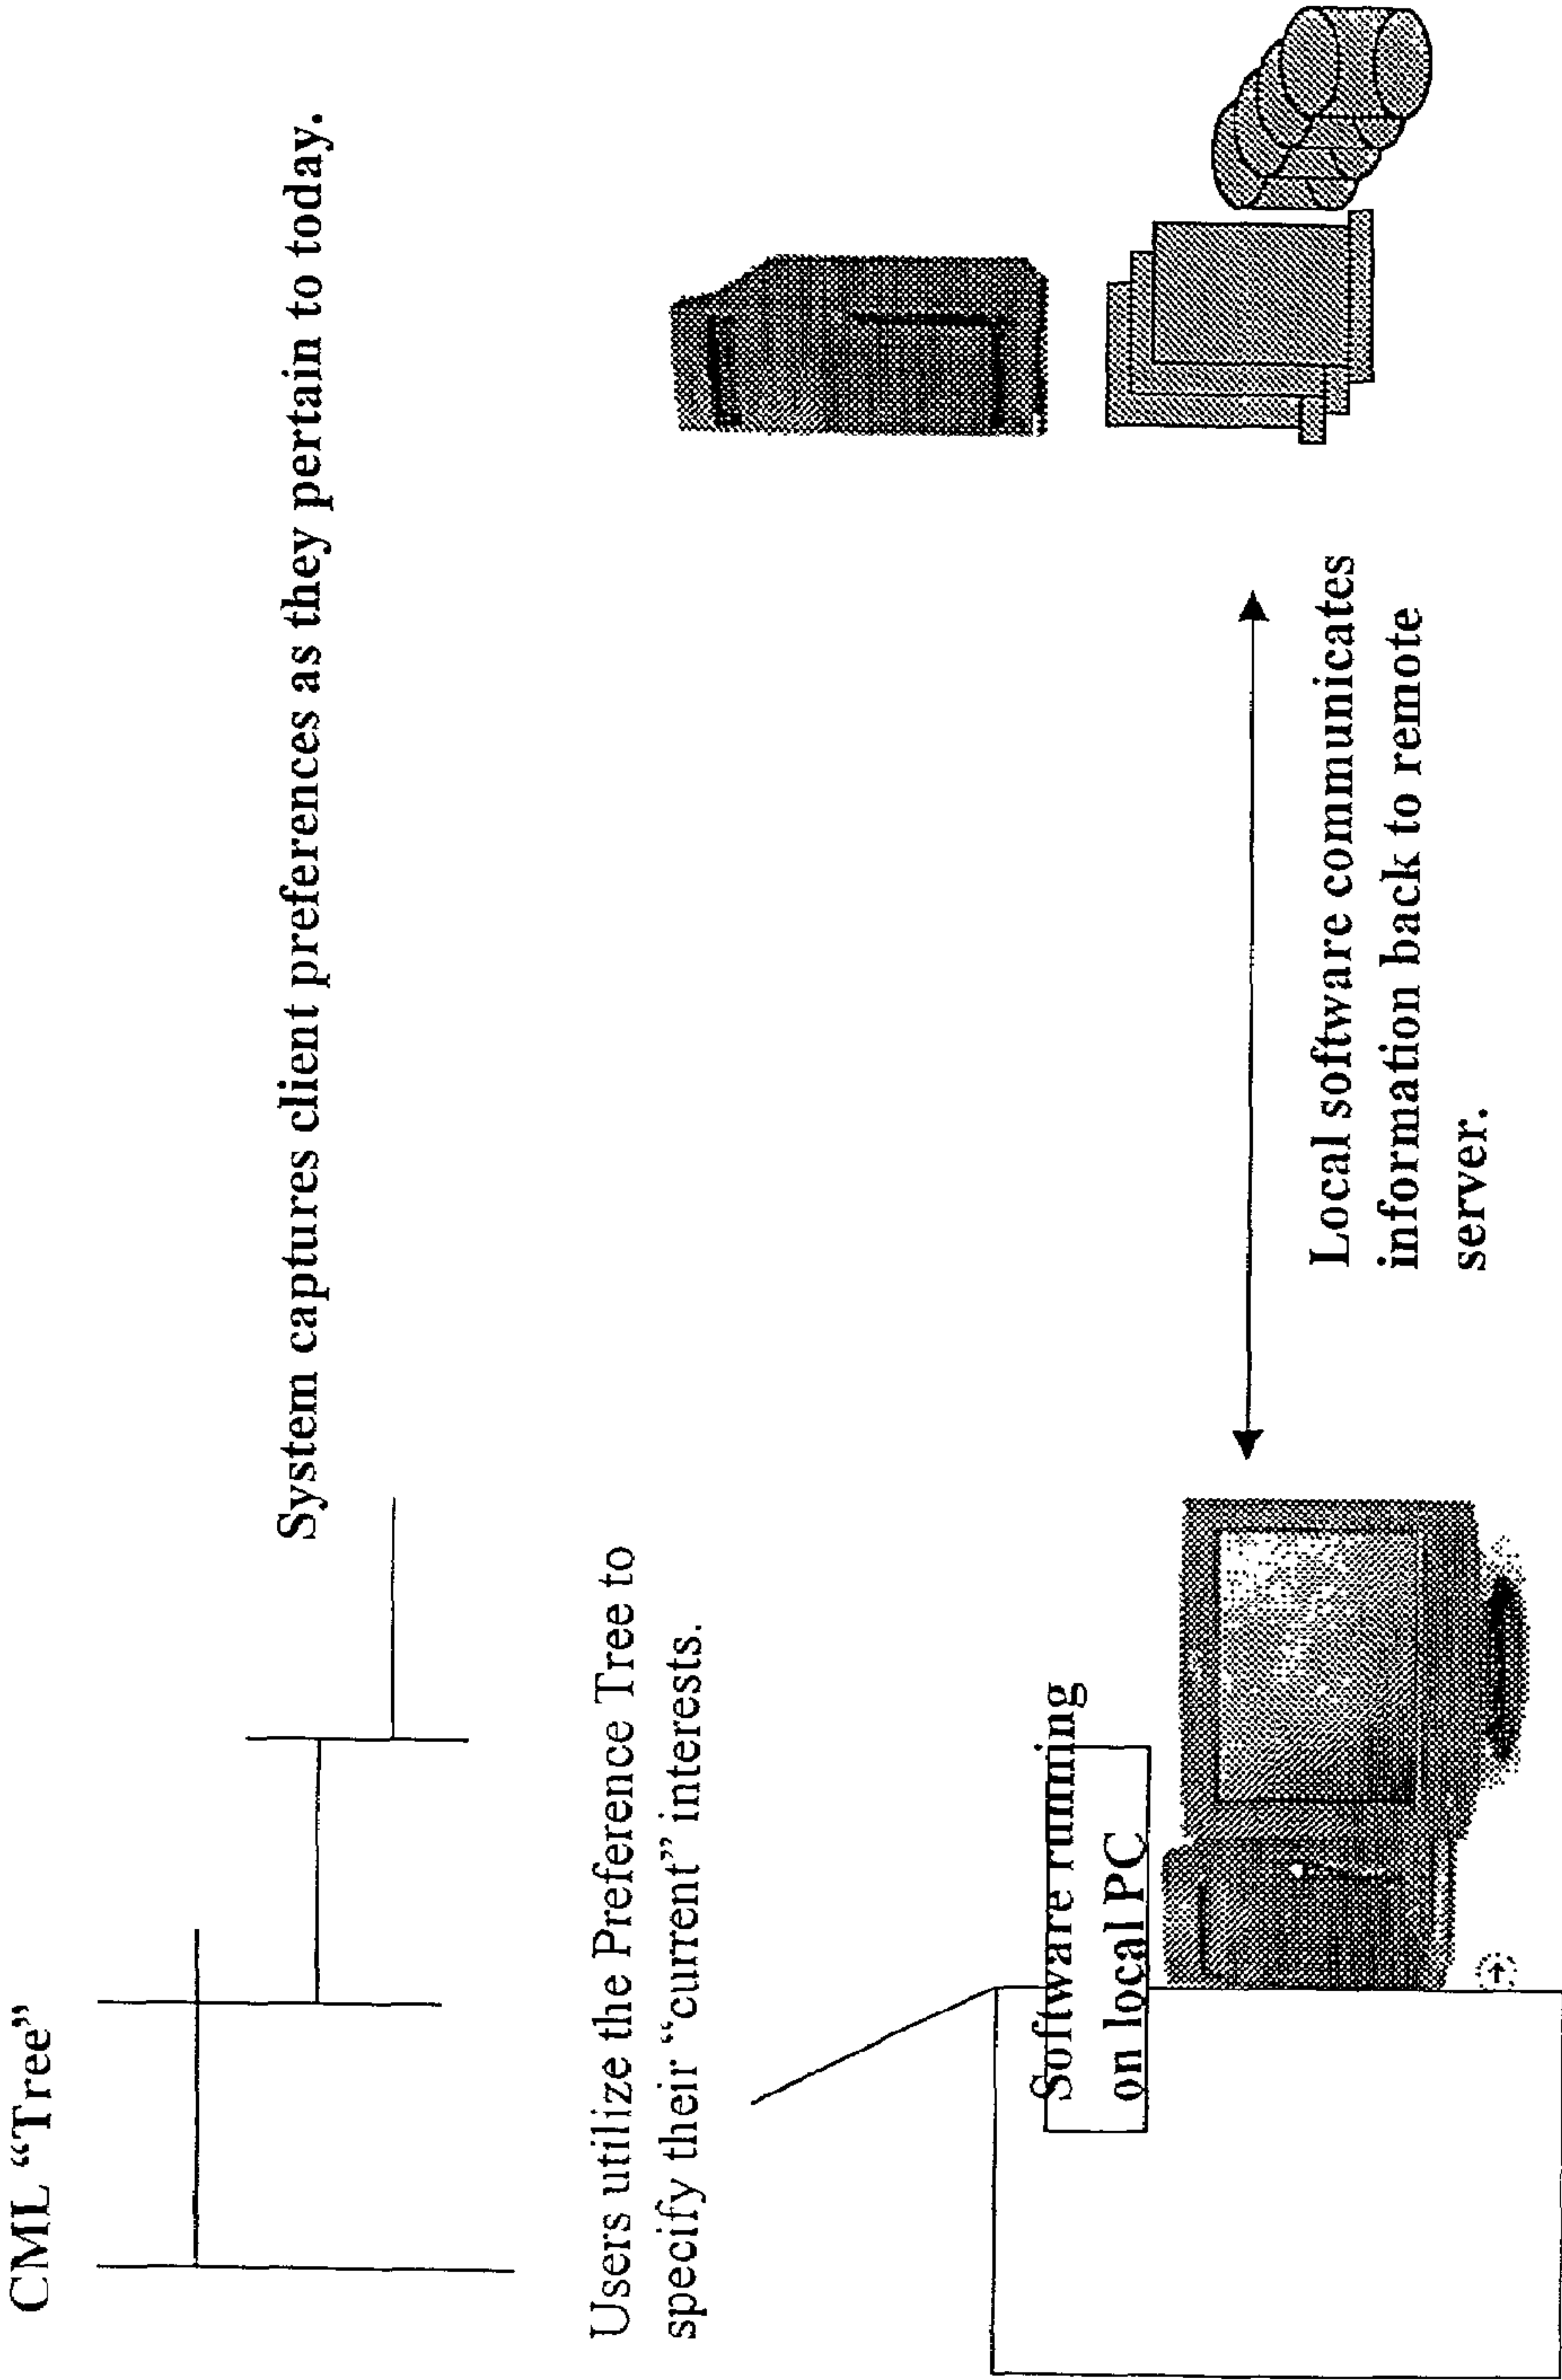 CML “Tree”
System captures client preferences as they pertain to today.
Users utilize the Preference Tree to
specify their “current” interests.
Software running
on local PC
Local software communicates
information back to remote
server.